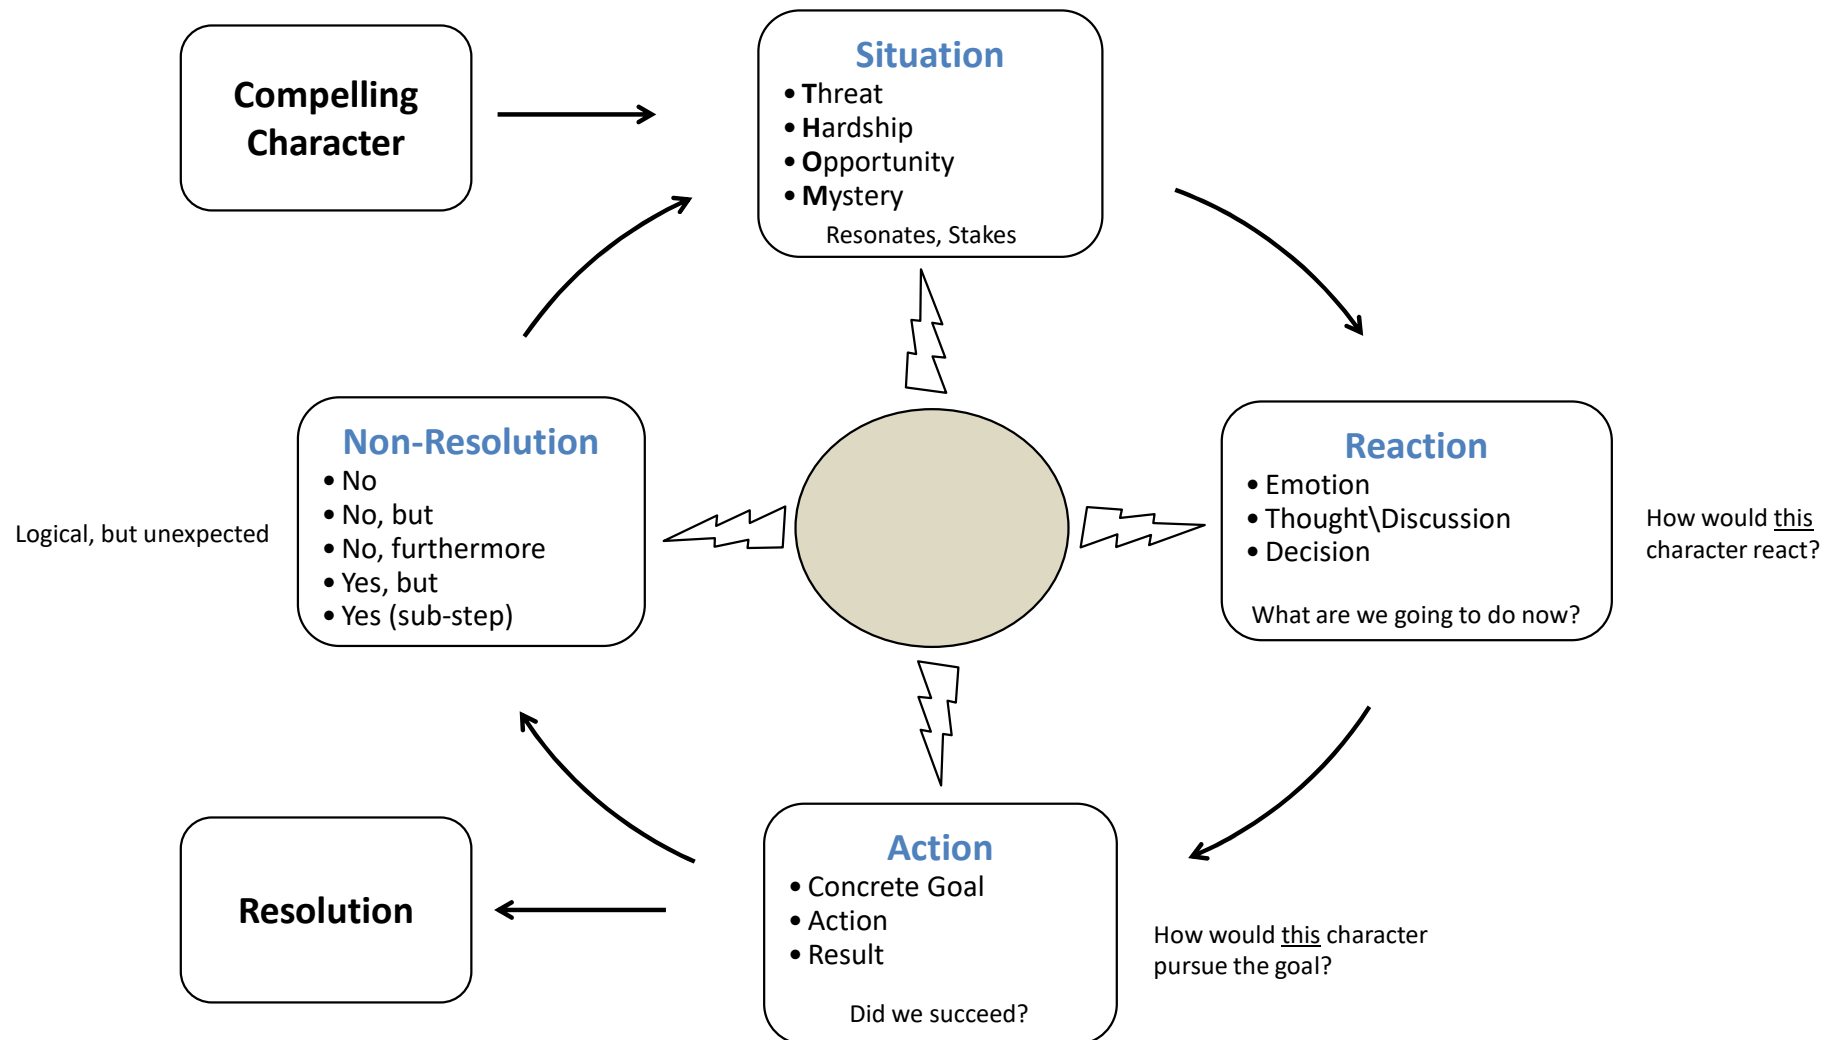 Compelling
Character
Situation
• Threat
• Hardship
• Opportunity
• Mystery
Resonates, Stakes
Non-Resolution
• No
• No, but
• No, furthermore
• Yes, but
• Yes (sub-step)
Logical, but unexpected
Reaction
• Emotion
• Thought\Discussion
• Decision
What are we going to do now?
How would this
character react?
Action
• Concrete Goal
• Action
• Result
Did we succeed?
How would this character
pursue the goal?
Resolution